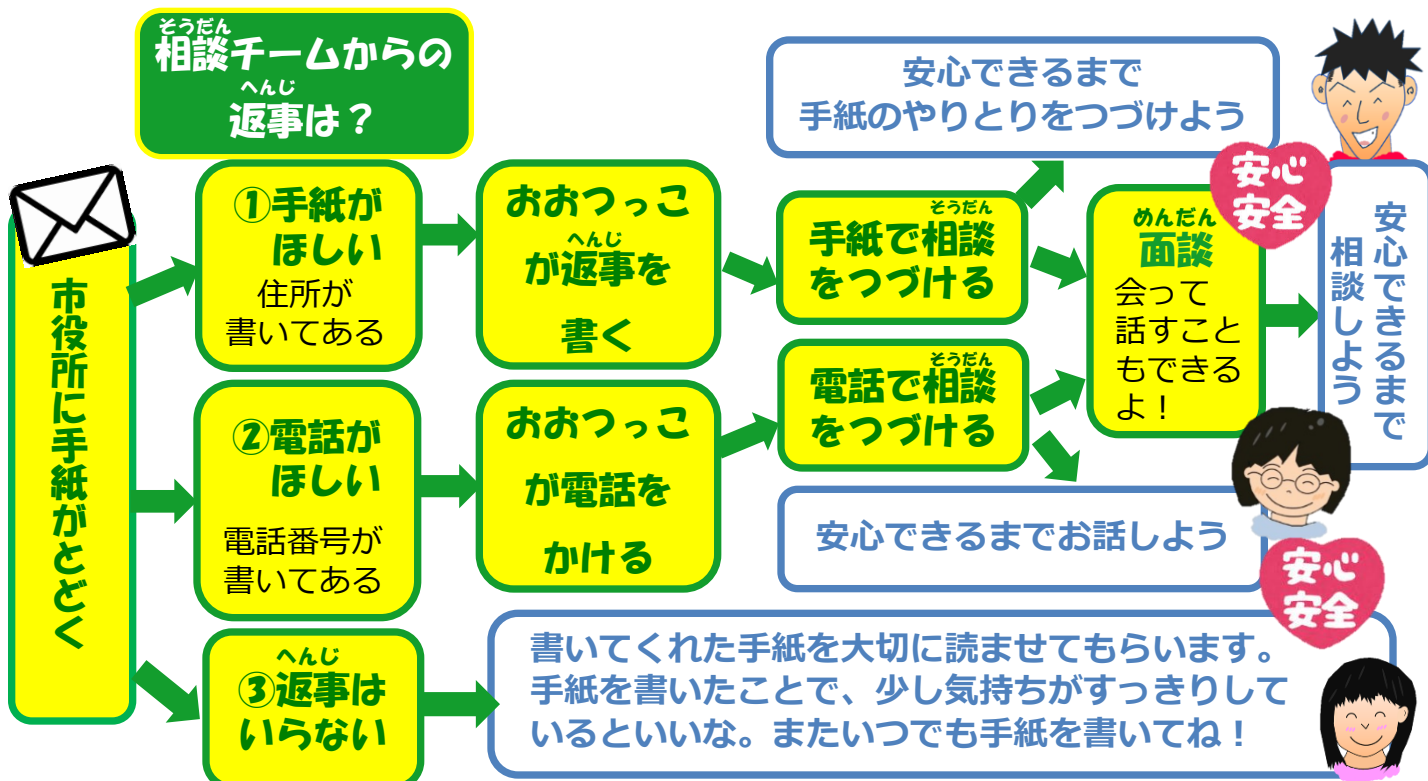 そうだん
相談チームからの
へんじ
返事は？
市役所に手紙がとどく
①手紙が
ほしい
住所が
書いてある
おおつっこ
へんじ
が返事を
書く
そうだん
手紙で相談
をつづける
安心できるまで
手紙のやりとりをつづけよう
②電話が
ほしい
電話番号が
書いてある
おおつっこ
が電話を
かける
そうだん
電話で相談
をつづける
安心できるまでお話しよう
めんだん
面談
会って
話すこと
もできる
よ！
安心
安全
安心できるまで
相談しよう
安心
安全
へんじ
③返事は
いらない
書いてくれた手紙を大切に読ませてもらいます。
手紙を書いたことで、少し気持ちがすっきりして
いるといいな。またいつでも手紙を書いてね！